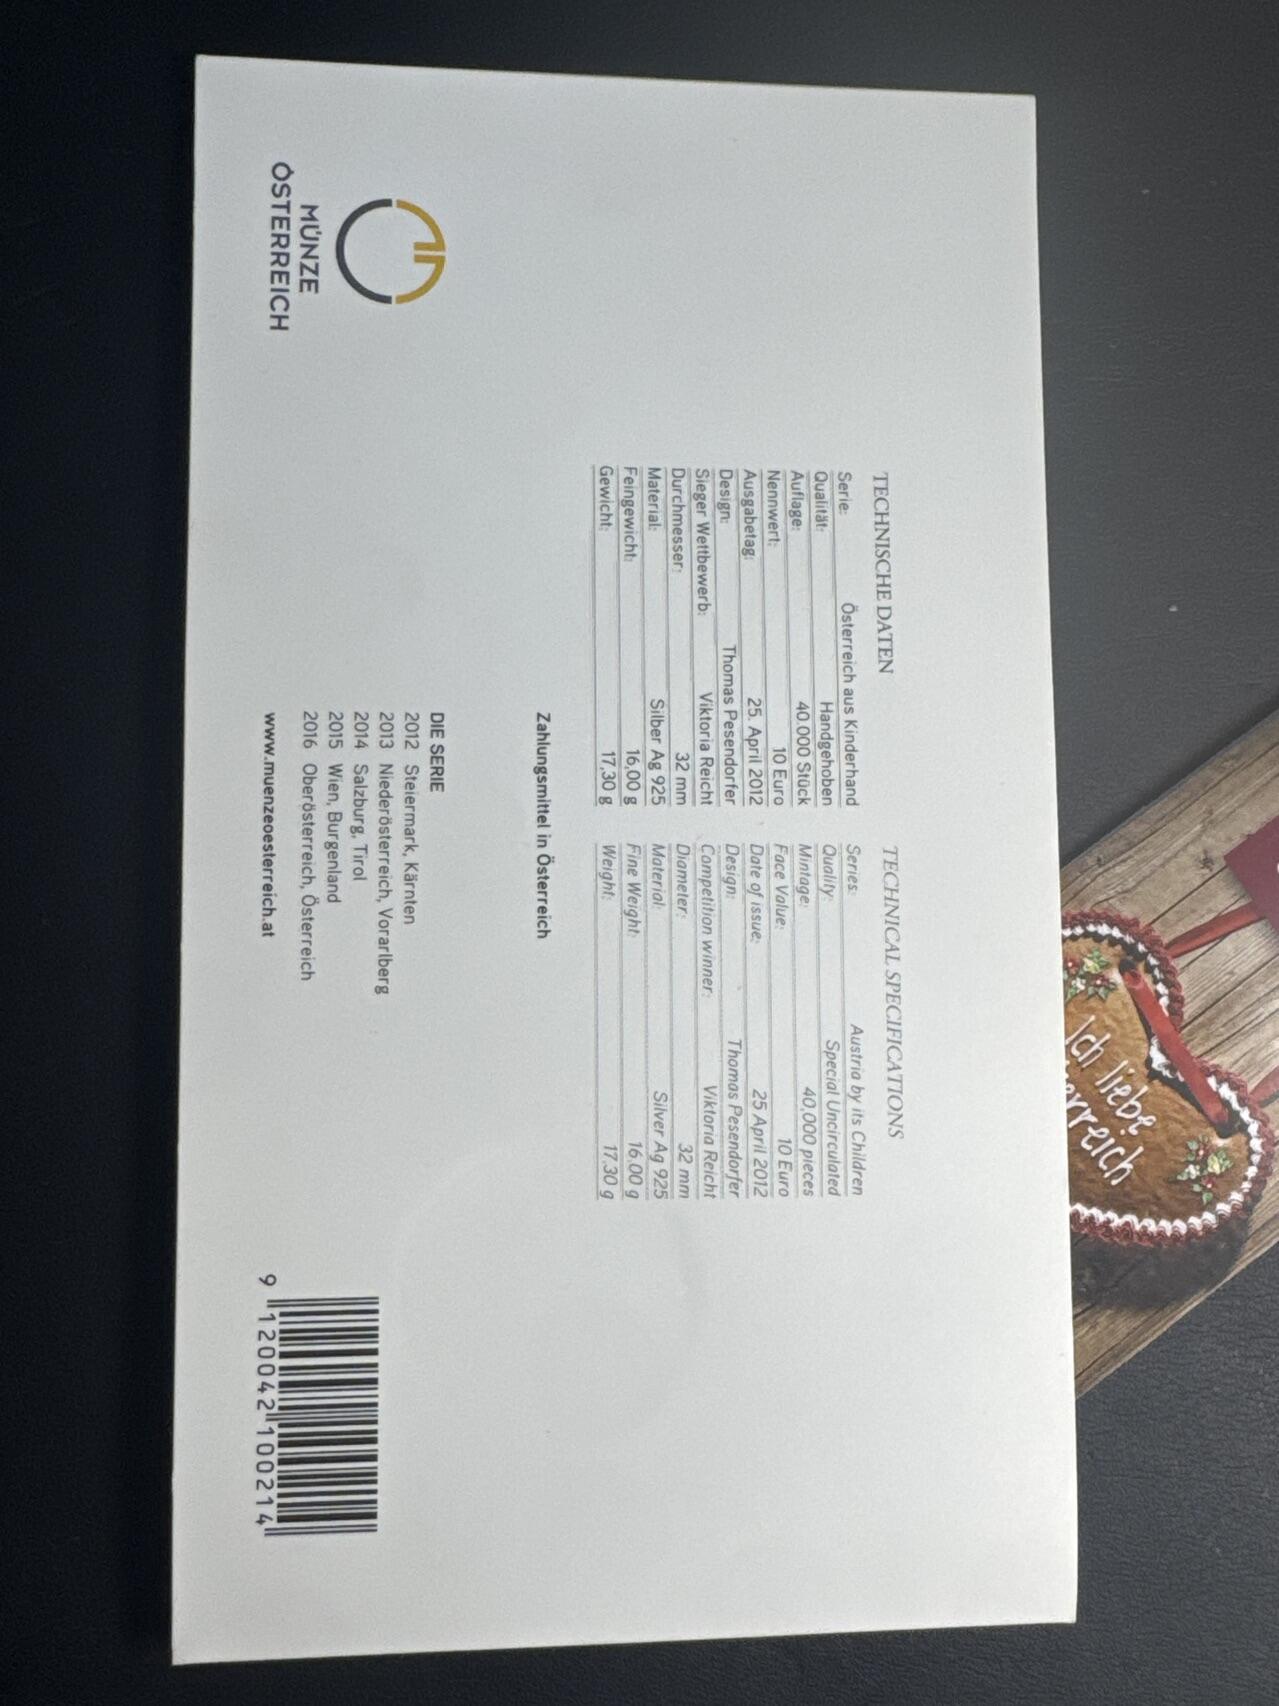 TECHNISCHE DATEN
Serie: Österreich aus Kinderhand
Qualität: Handgehoben
Auflage: 40.000 Stück
Nennwert: 10 Euro
Ausgabetag: 25. April 2012
Design: Thomas Pesendorfer
Sieger Wettbewerb: Viktoria Reicht
Durchmesser: 32 mm
Material: Silber Ag 925
Feingewicht: 16,00 g
Gewicht: 17,30 g
TECHNICAL SPECIFICATIONS
Series: Austria by its Children
Quality: Special Uncirculated
Mintage: 40,000 pieces
Face Value: 10 Euro
Date of issue: 25 April 2012
Design: Thomas Pesendorfer
Competition winner: Viktoria Reicht
Diameter: 32 mm
Material: Silver Ag 925
Fine Weight: 16,00 g
Weight: 17,30 g
Zahlungsmittel in Österreich
DIE SERIE
2012 Steiermark, Kärnten
2013 Niederösterreich, Vorarlberg
2014 Salzburg, Tirol
2015 Wien, Burgenland
2016 Oberösterreich, Österreich
www.muenzeoesterreich.at
MÜNZE
ÖSTERREICH
9 120042 100214
Ich liebe